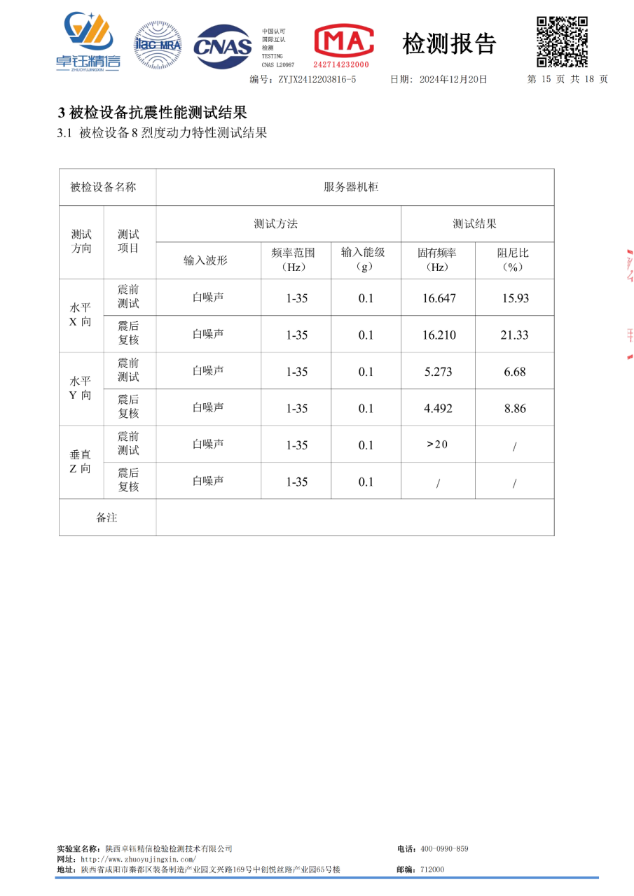 卓钰精信
ZHUOYUJINGXIN
ilac-MRA
CNAS
中国认可
国际互认
检测
TESTING
CNAS L20067
MA
242714232000
检测报告
编号: ZYJX2412203816-5 日期: 2024年12月20日 第 15 页 共 18 页
3 被检设备抗震性能测试结果
3.1 被检设备 8 烈度动力特性测试结果
被检设备名称 服务器机柜
测试方向 测试项目 测试方法 测试结果
输入波形 频率范围（Hz） 输入能级（g） 固有频率（Hz） 阻尼比（%）
水平 X 向 震前测试 白噪声 1-35 0.1 16.647 15.93
震后复核 白噪声 1-35 0.1 16.210 21.33
水平 Y 向 震前测试 白噪声 1-35 0.1 5.273 6.68
震后复核 白噪声 1-35 0.1 4.492 8.86
垂直 Z 向 震前测试 白噪声 1-35 0.1 >20 /
震后复核 白噪声 1-35 0.1 / /
备注
实验室名称: 陕西卓钰精信检验检测技术有限公司 电话: 400-0990-859
网址: http://www.zhuoyujingxin.com/
地址: 陕西省咸阳市秦都区装备制造产业园文兴路169号中创悦丝路产业园65号楼 邮编: 712000